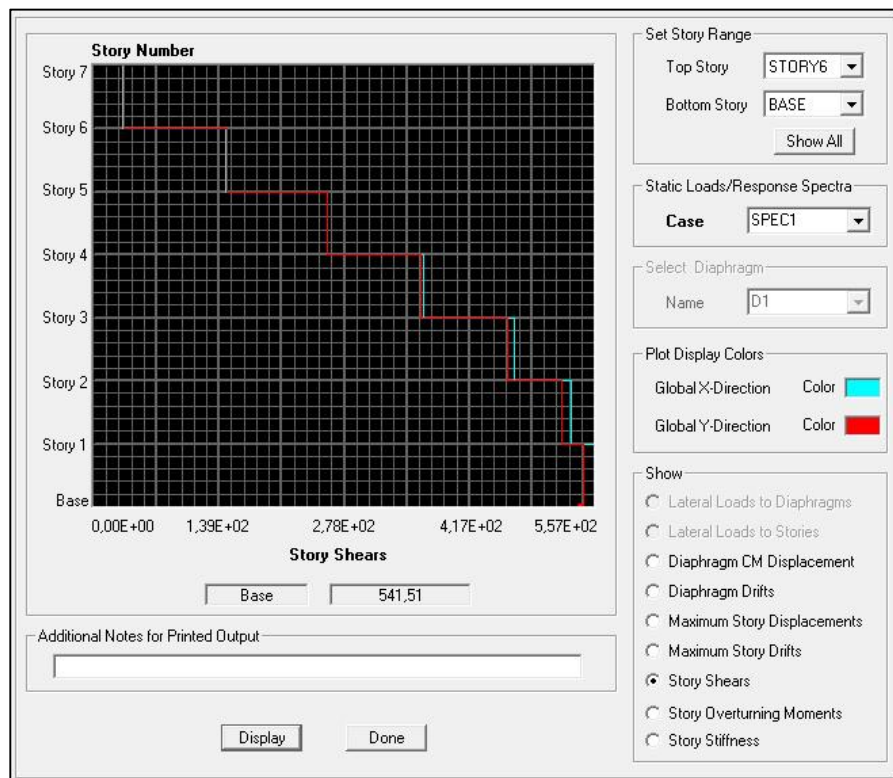 Story Number
Story 7
Story 6
Story 5
Story 4
Story 3
Story 2
Story 1
Base
0,00E+00 1,39E+02 2,78E+02 4,17E+02 5,57E+02
Story Shears
Base 541,51
Additional Notes for Printed Output
Display Done
Set Story Range
Top Story STORY6
Bottom Story BASE
Show All
Static Loads/Response Spectra
Case SPEC1
Select Diaphragm
Name D1
Plot Display Colors
Global X-Direction Color
Global Y-Direction Color
Show
Lateral Loads to Diaphragms
Lateral Loads to Stories
Diaphragm CM Displacement
Diaphragm Drifts
Maximum Story Displacements
Maximum Story Drifts
Story Shears
Story Overturning Moments
Story Stiffness